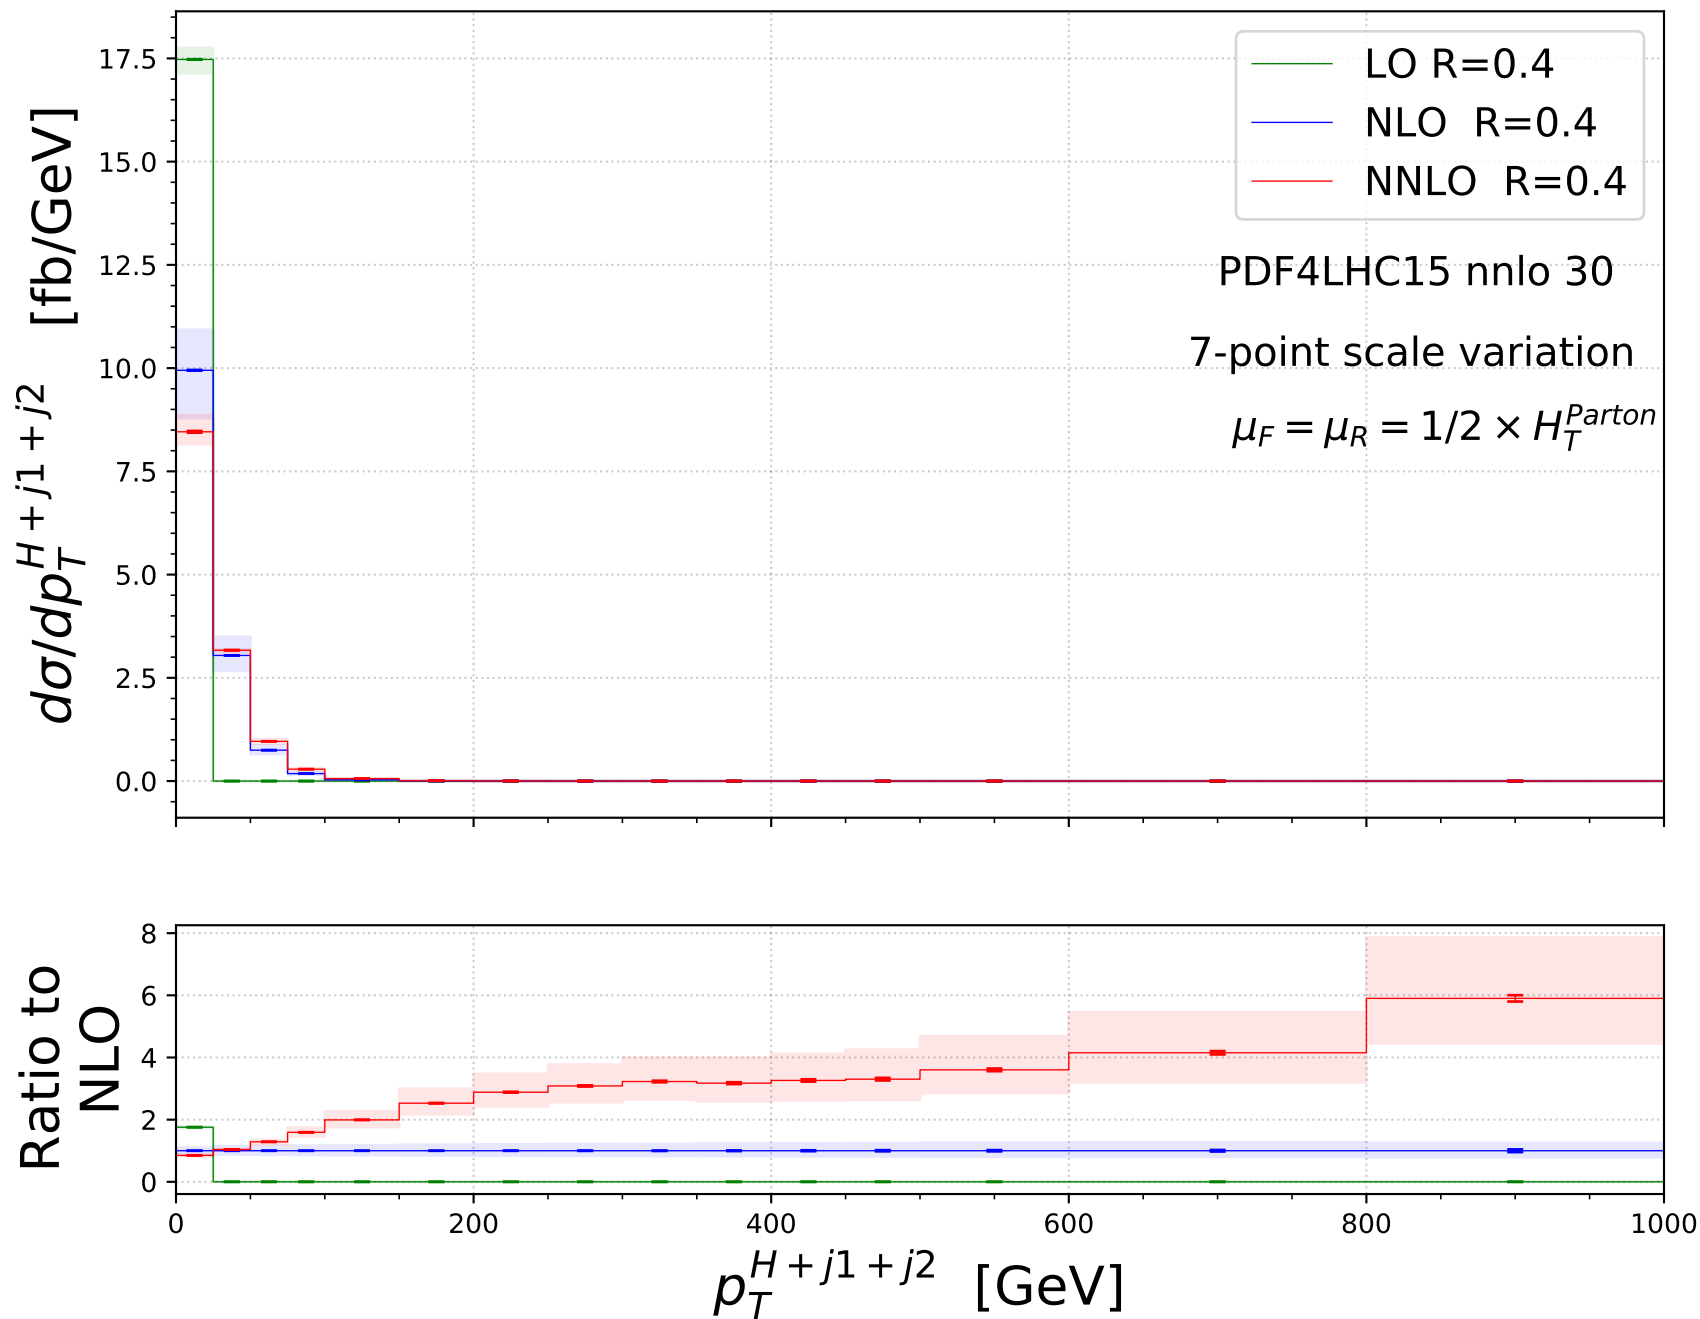 17.5
15.0
12.5
10.0
7.5
5.0
2.5
0.0
dσ/dp_T^{H+j1+j2} [fb/GeV]
LO R=0.4
NLO R=0.4
NNLO R=0.4
PDF4LHC15 nnlo 30
7-point scale variation
μ_F = μ_R = 1/2 × H_T^{Parton}
8
6
4
2
0
Ratio to
NLO
0 200 400 600 800 1000
p_T^{H+j1+j2} [GeV]